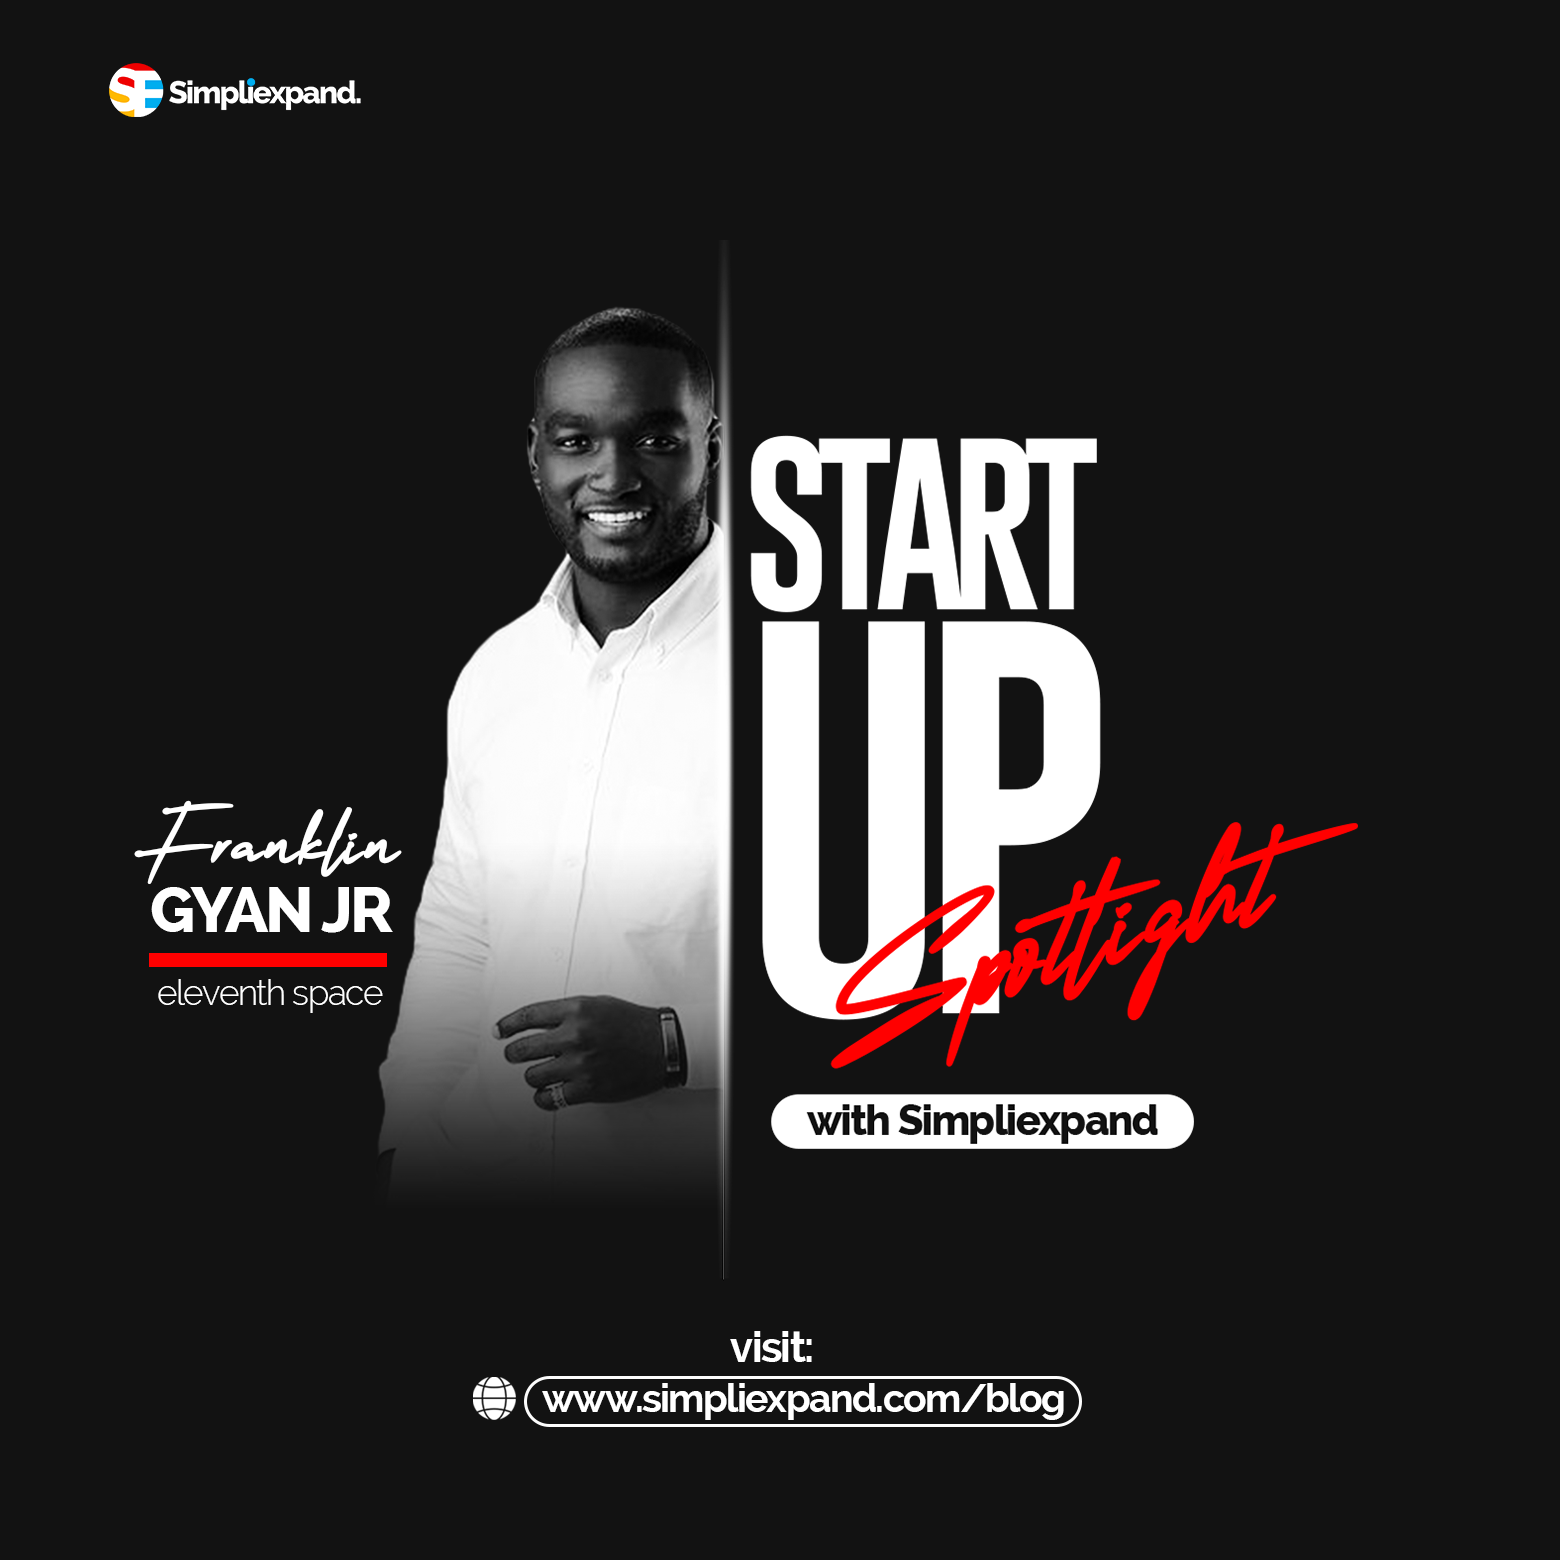 Simpliexpand.
START
UP
Spotlight
with Simpliexpand
Franklin
GYAN JR
eleventh space
visit:
www.simpliexpand.com/blog